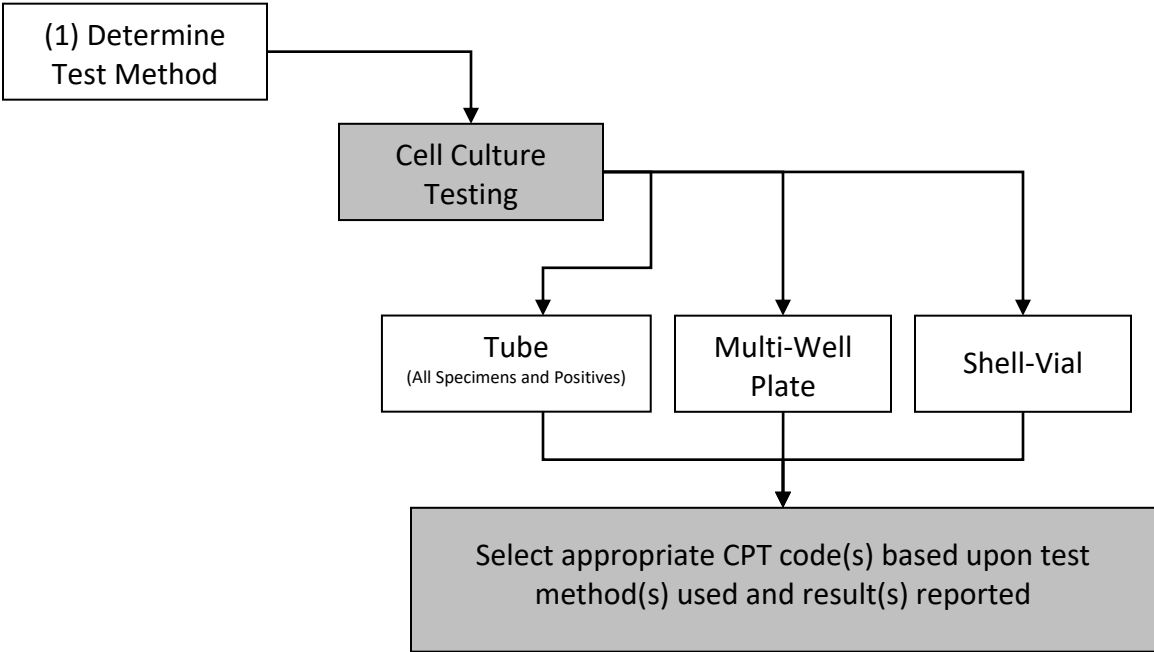 (1) Determine
Test Method
Cell Culture
Testing
Tube
(All Specimens and Positives)
Multi-Well
Plate
Shell-Vial
Select appropriate CPT code(s) based upon test
method(s) used and result(s) reported